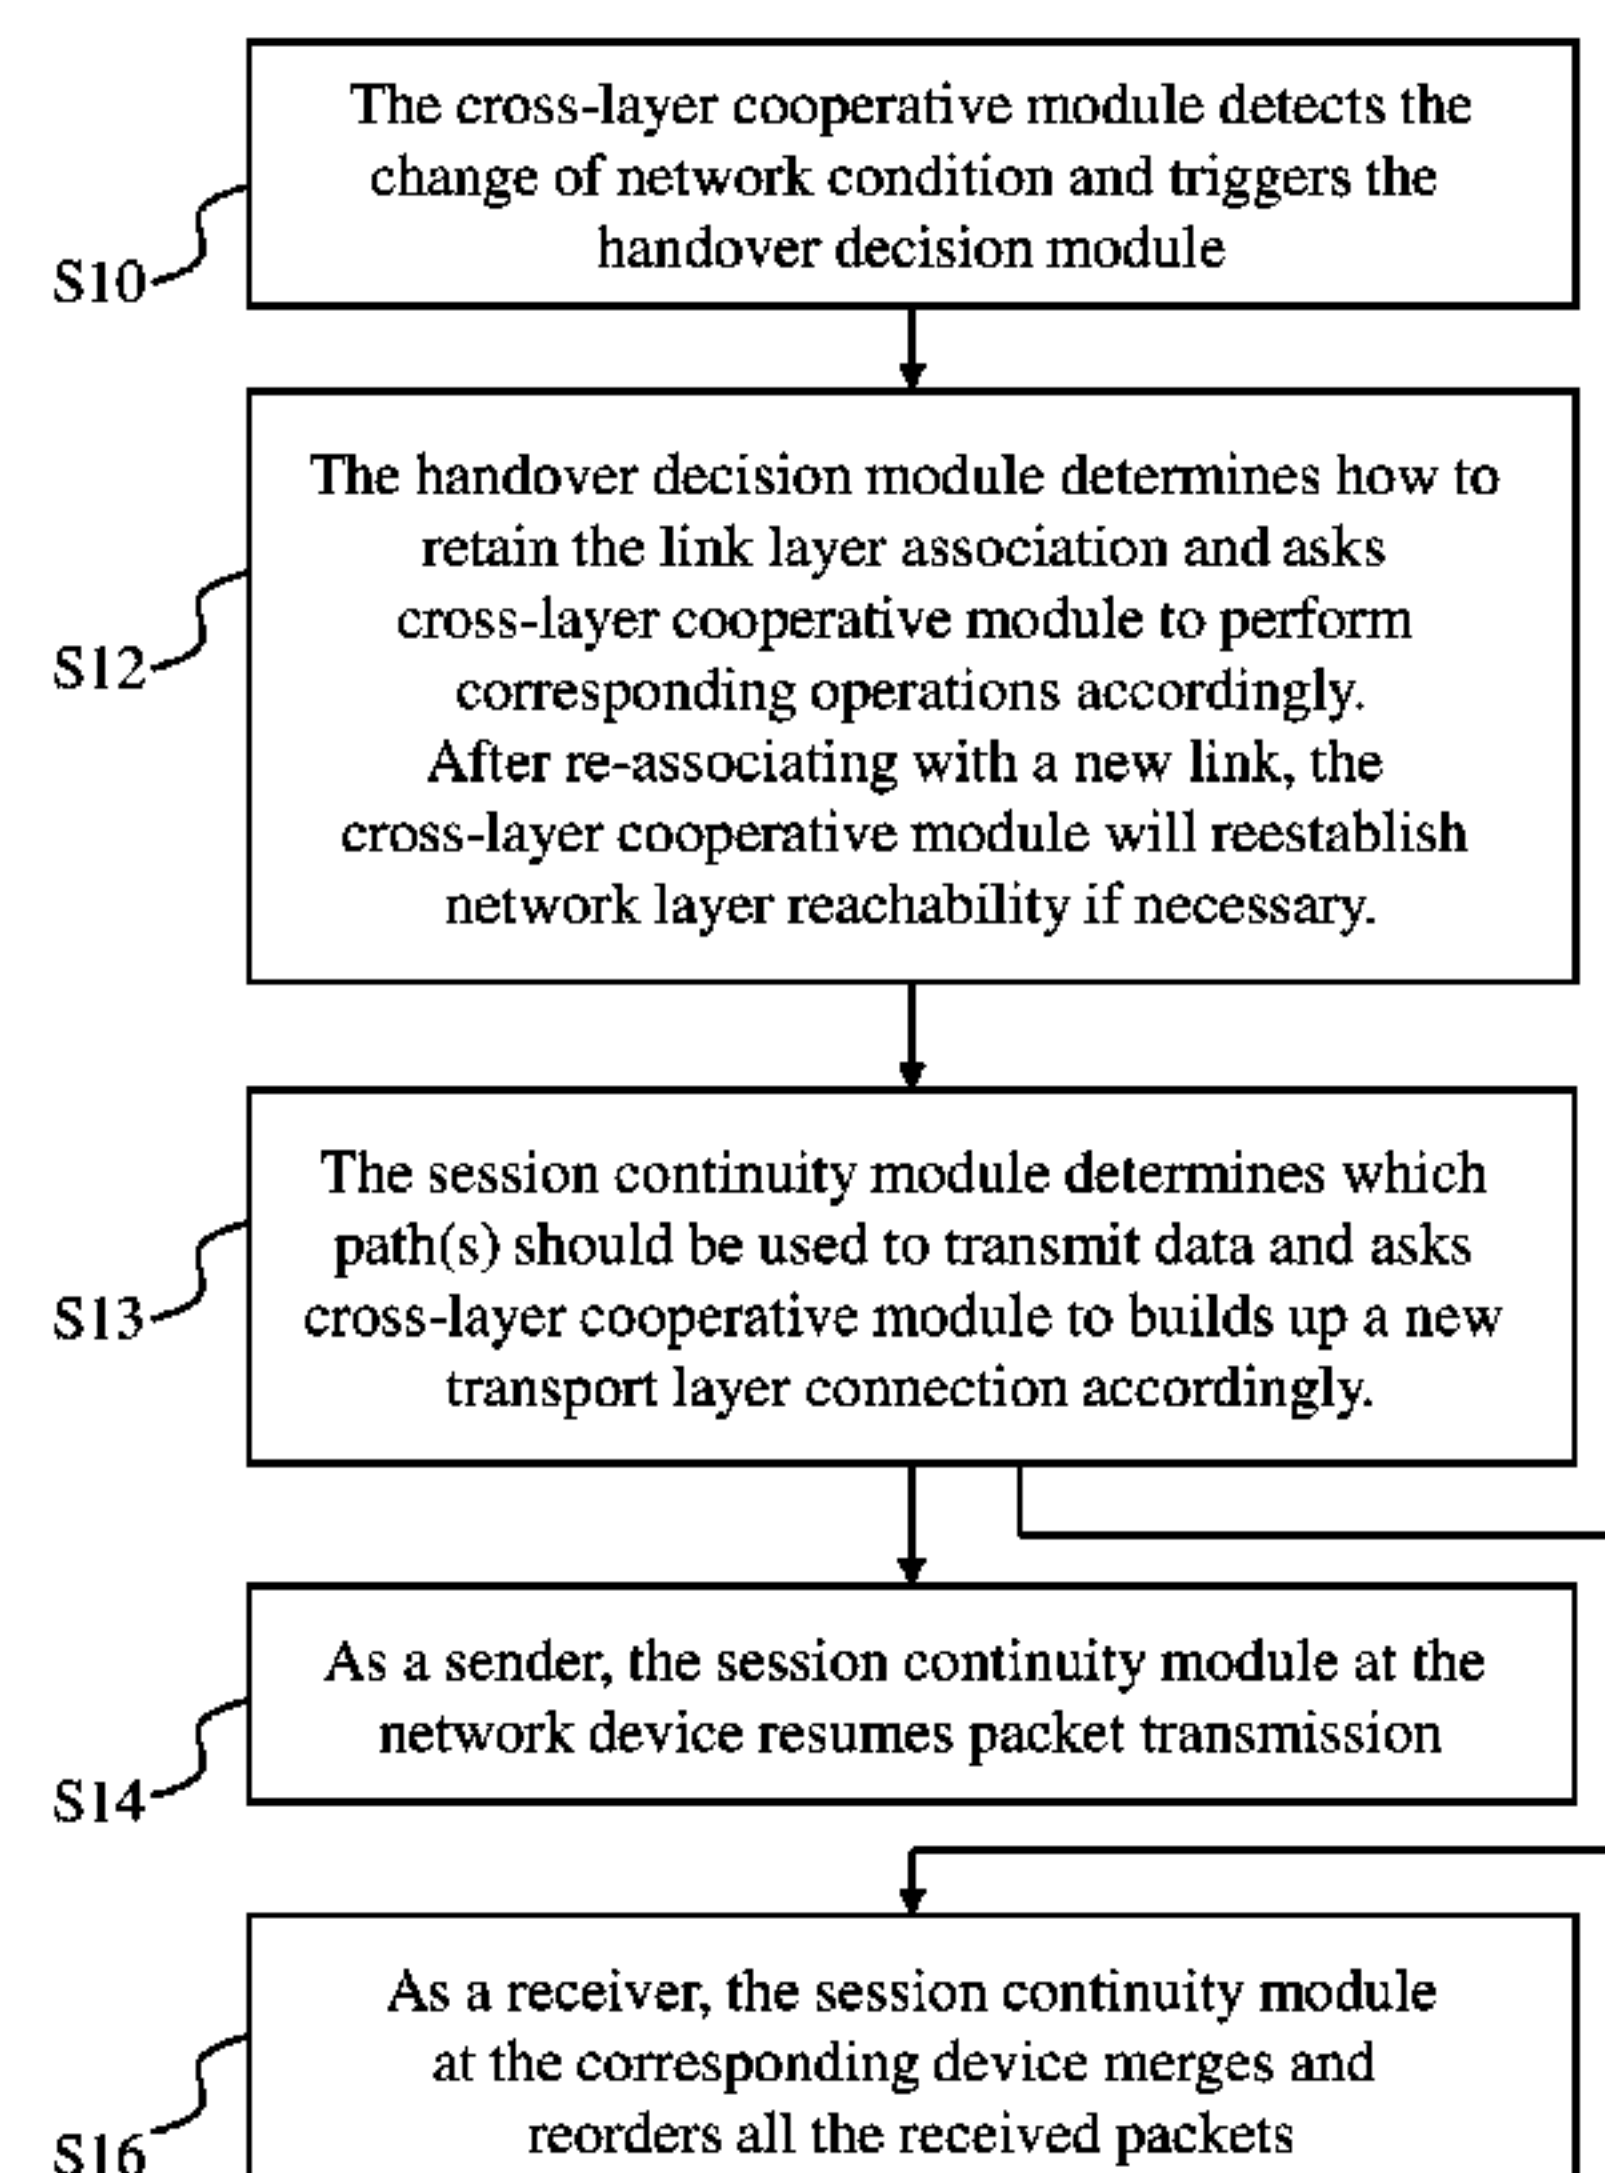 The cross-layer cooperative module detects the
change of network condition and triggers the
handover decision module
S10
The handover decision module determines how to
retain the link layer association and asks
cross-layer cooperative module to perform
corresponding operations accordingly.
After re-associating with a new link, the
cross-layer cooperative module will reestablish
network layer reachability if necessary.
S12
The session continuity module determines which
path(s) should be used to transmit data and asks
cross-layer cooperative module to builds up a new
transport layer connection accordingly.
S13
As a sender, the session continuity module at the
network device resumes packet transmission
S14
As a receiver, the session continuity module
at the corresponding device merges and
reorders all the received packets
S16